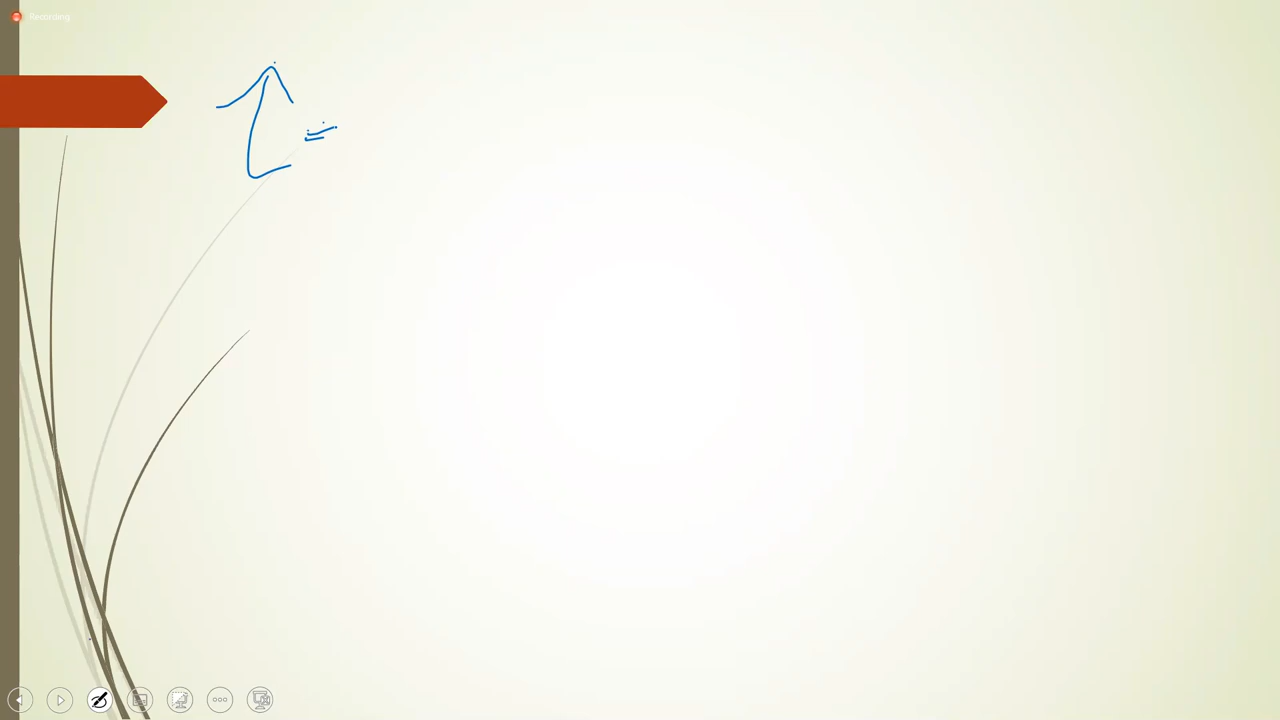 Recording
↑ =